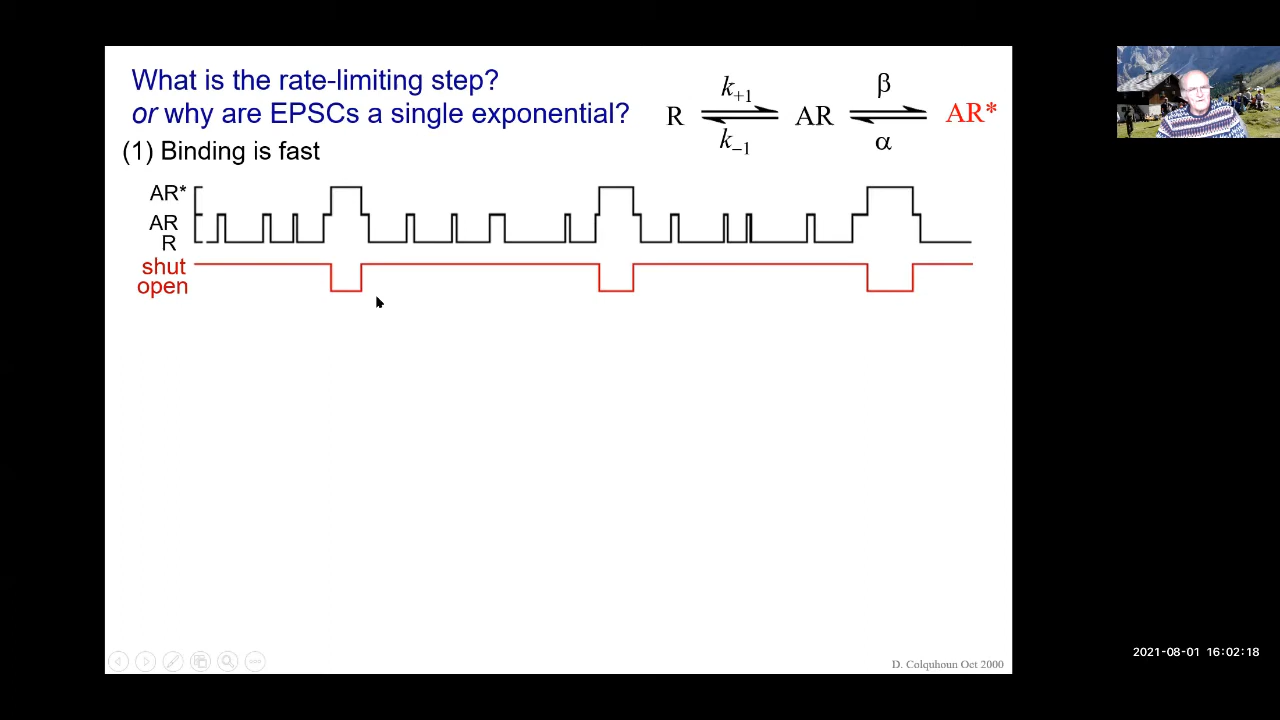 What is the rate-limiting step?
or why are EPSCs a single exponential?
R k+1 k−1 AR β α AR*
(1) Binding is fast
AR*
AR
R
shut
open
D. Colquhoun Oct 2000
2021-08-01 16:02:18